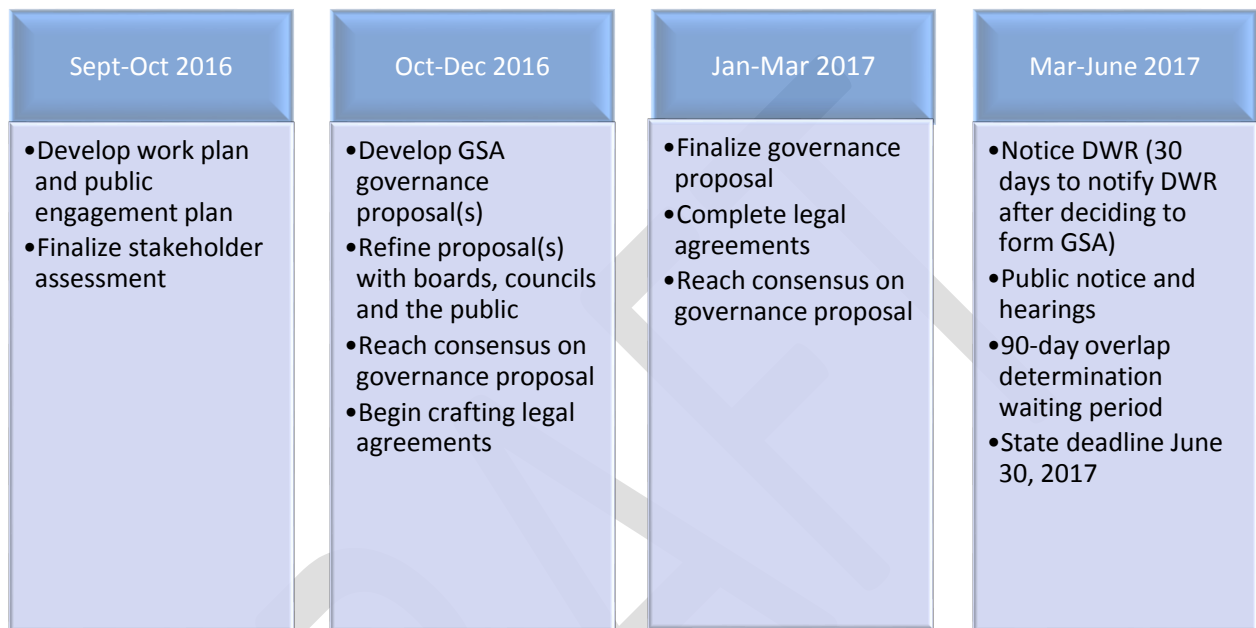 Sept-Oct 2016
•Develop work plan
and public
engagement plan
•Finalize stakeholder
assessment
Oct-Dec 2016
•Develop GSA
governance
proposal(s)
•Refine proposal(s)
with boards, councils
and the public
•Reach consensus on
governance proposal
•Begin crafting legal
agreements
Jan-Mar 2017
•Finalize governance
proposal
•Complete legal
agreements
•Reach consensus on
governance proposal
Mar-June 2017
•Notice DWR (30
days to notify DWR
after deciding to
form GSA)
•Public notice and
hearings
•90-day overlap
determination
waiting period
•State deadline June
30, 2017
DRAFT